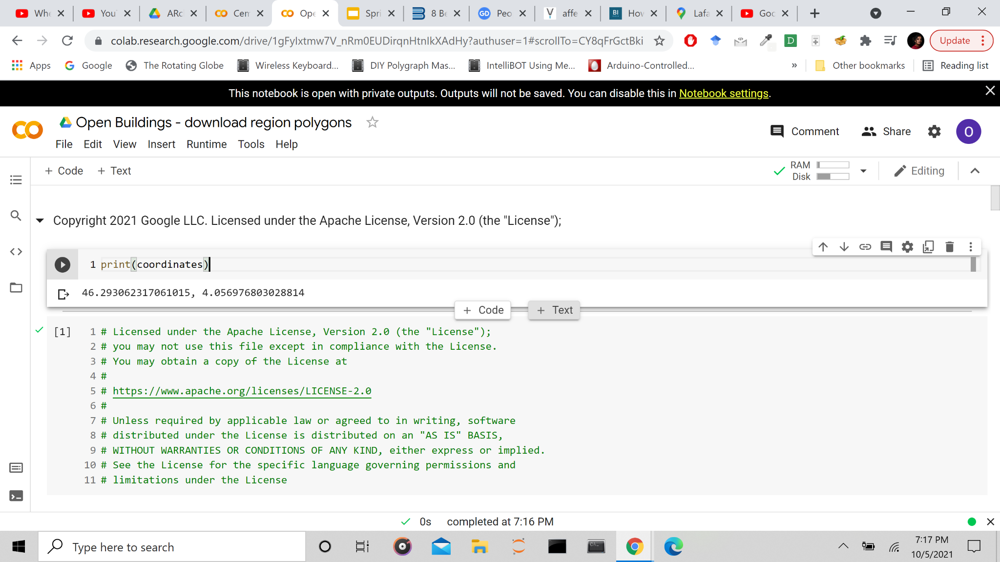 Whe
You
ARc
Cem
Ope
Spri
8 Be
GD
Peo
V
affe
BI
How
Lafa
Goo
colab.research.google.com/drive/1gFyIxtmw7V_nRm0EUDirqnHtnIkXAdHy?authuser=1#scrollTo=CY8qFrGctBki
D
Update
Apps
Google
The Rotating Globe
Wireless Keyboard...
DIY Polygraph Mas...
IntelliBOT Using Me...
Arduino-Controlled...
»
Other bookmarks
Reading list
This notebook is open with private outputs. Outputs will not be saved. You can disable this in Notebook settings.
Open Buildings - download region polygons
File Edit View Insert Runtime Tools Help
Comment
Share
O
+ Code + Text
RAM
Disk
Editing
Copyright 2021 Google LLC. Licensed under the Apache License, Version 2.0 (the "License");
1 print(coordinates)
46.293062317061015, 4.056976803028814
+ Code + Text
[1]
1 # Licensed under the Apache License, Version 2.0 (the "License");
2 # you may not use this file except in compliance with the License.
3 # You may obtain a copy of the License at
4 #
5 # https://www.apache.org/licenses/LICENSE-2.0
6 #
7 # Unless required by applicable law or agreed to in writing, software
8 # distributed under the License is distributed on an "AS IS" BASIS,
9 # WITHOUT WARRANTIES OR CONDITIONS OF ANY KIND, either express or implied.
10 # See the License for the specific language governing permissions and
11 # limitations under the License
0s completed at 7:16 PM
Type here to search
7:17 PM
10/5/2021